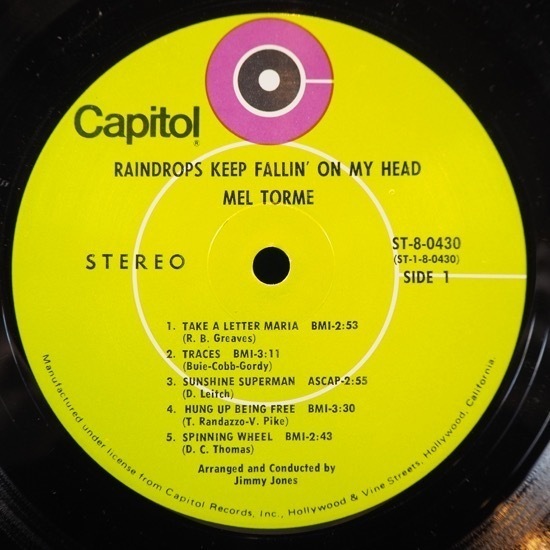 Capitol
®
RAINDROPS KEEP FALLIN' ON MY HEAD
MEL TORME
STEREO
ST-8-0430
(ST-1-8-0430)
SIDE 1
1. TAKE A LETTER MARIA BMI-2:53
(R. B. Greaves)
2. TRACES BMI-3:11
(Buie-Cobb-Gordy)
3. SUNSHINE SUPERMAN ASCAP-2:55
(D. Leitch)
4. HUNG UP BEING FREE BMI-3:30
(T. Randazzo-V. Pike)
5. SPINNING WHEEL BMI-2:43
(D. C. Thomas)
Arranged and Conducted by
Jimmy Jones
Manufactured under license from Capitol Records, Inc., Hollywood & Vine Streets, Hollywood, California.